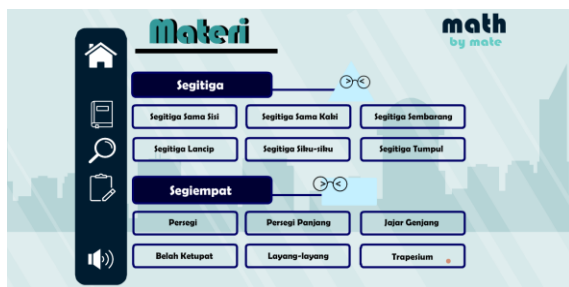 Materi
math
by mate
Segitiga
Segitiga Sama Sisi
Segitiga Sama Kaki
Segitiga Sembarang
Segitiga Lancip
Segitiga Siku-siku
Segitiga Tumpul
Segiempat
Persegi
Persegi Panjang
Jajar Genjang
Belah Ketupat
Layang-layang
Trapesium